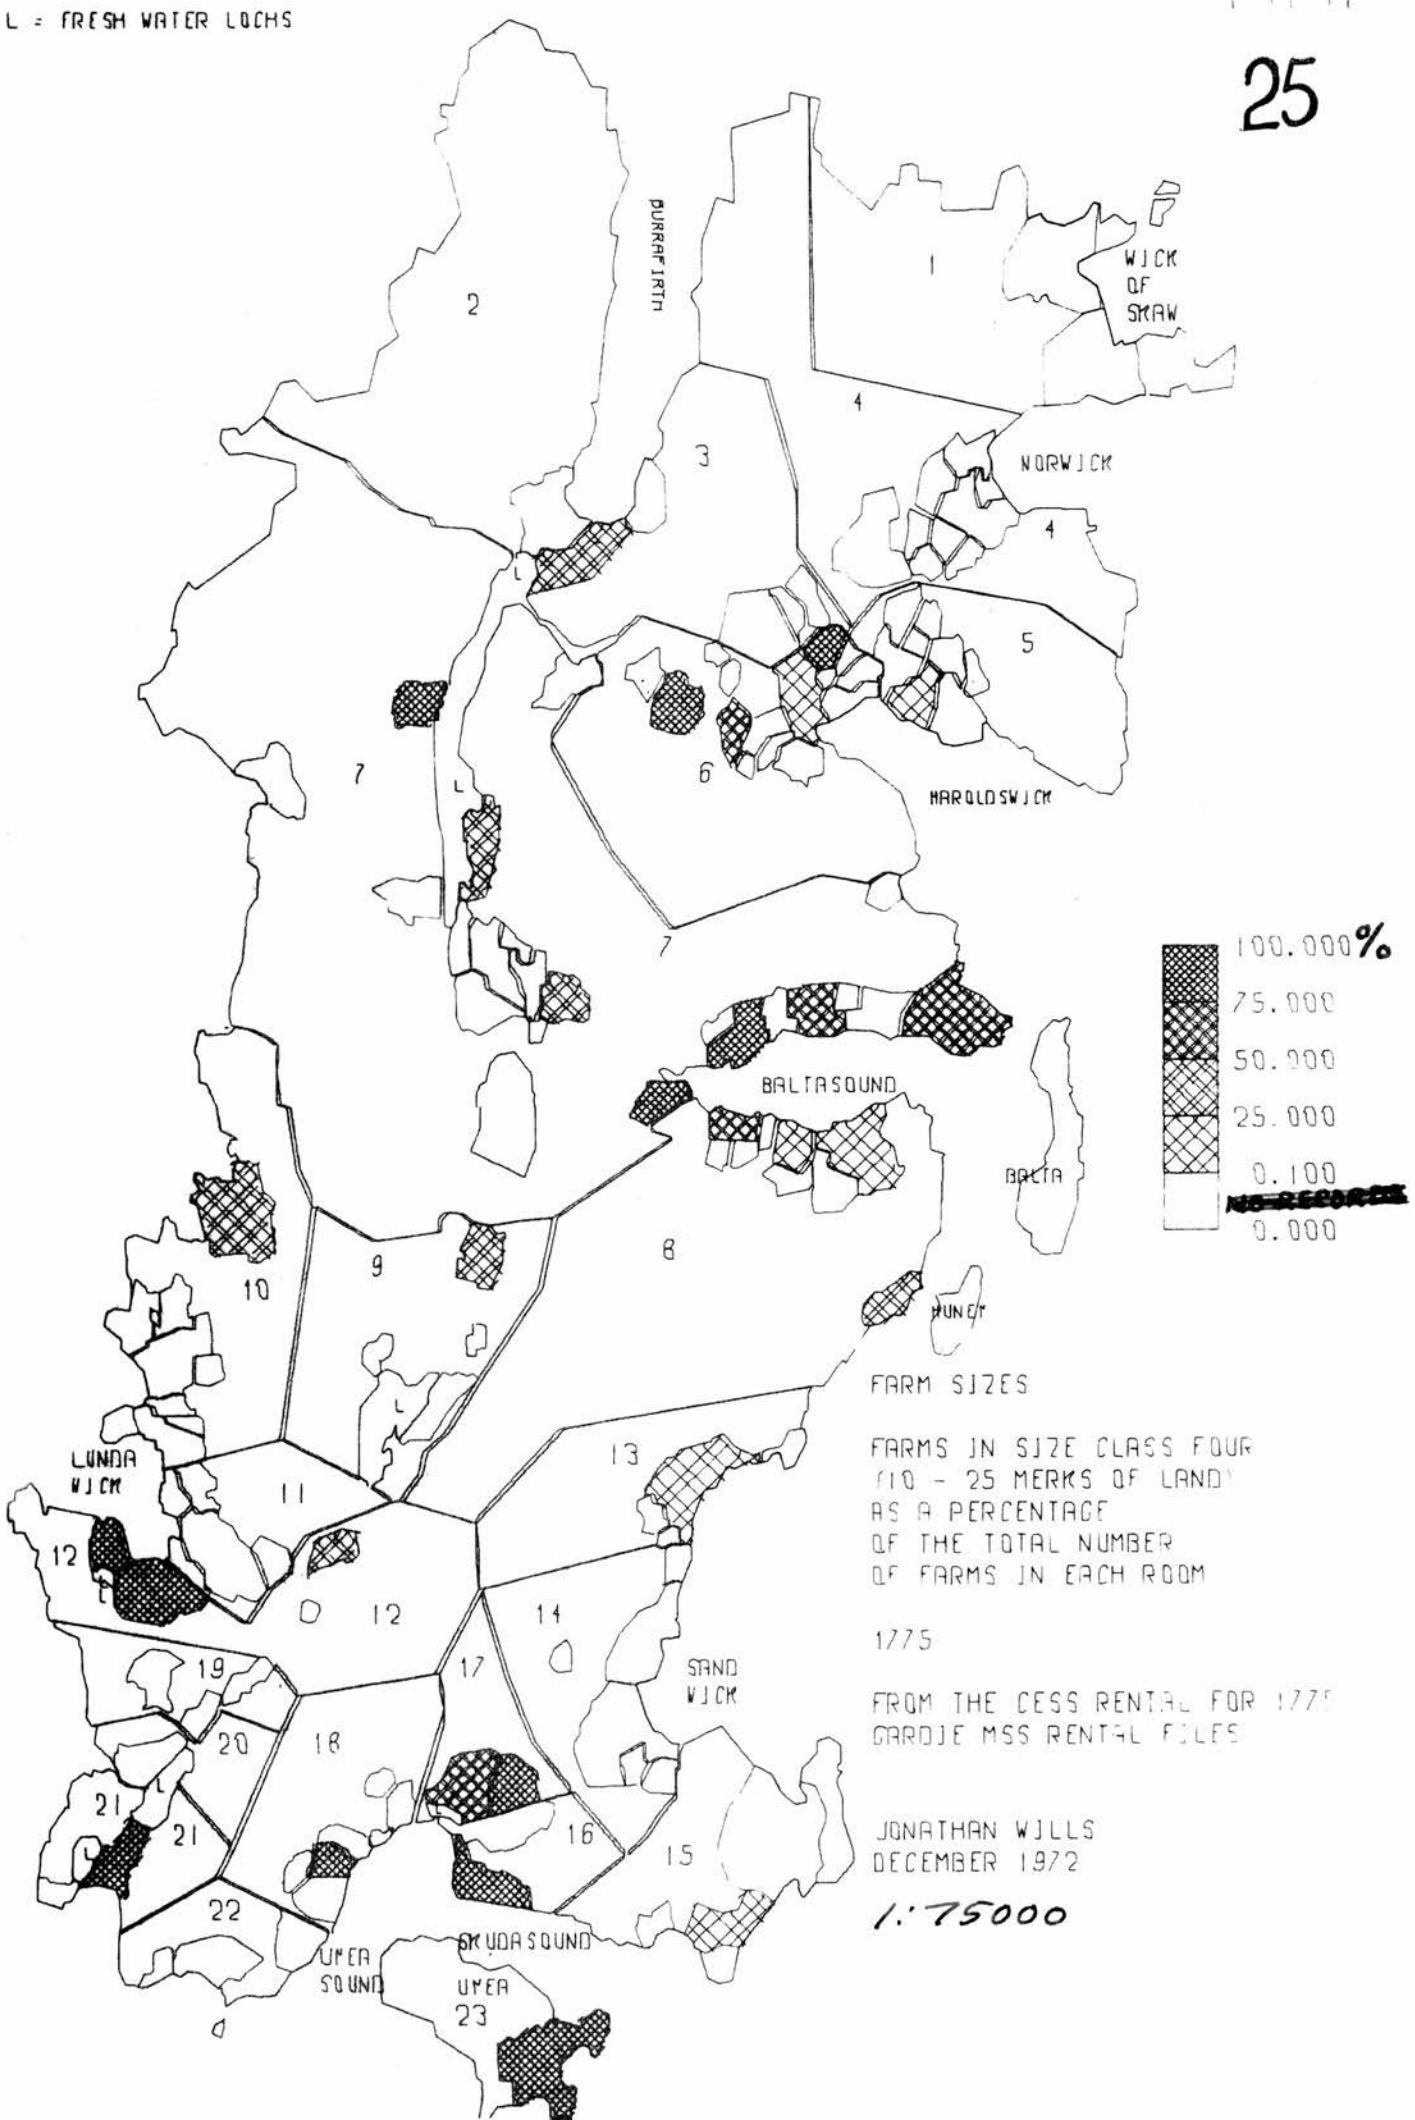 L = FRESH WATER LOCHS
25
BURRAFIRTH
WICK
OF
SKAW
1
2
3
4
NORWICK
4
5
L
6
7
L
HAROLDSWICK
7
100.000%
75.000
50.000
25.000
0.100
NO RECORDS
0.000
BALTASOUND
BALTA
8
9
10
HUNEY
L
LUNDA
WICK
11
13
12
L
12
14
17
SAND
WICK
19
20
18
21
L
21
L
L
16
15
22
UYEA
SOUND
SKUDASOUND
UYEA
23
FARM SIZES
FARMS IN SIZE CLASS FOUR
(10 - 25 MERKS OF LAND)
AS A PERCENTAGE
OF THE TOTAL NUMBER
OF FARMS IN EACH ROOM
1775
FROM THE CESS RENTAL FOR 1775
GARDIE MSS RENTAL FILES
JONATHAN WILLS
DECEMBER 1972
1:75000